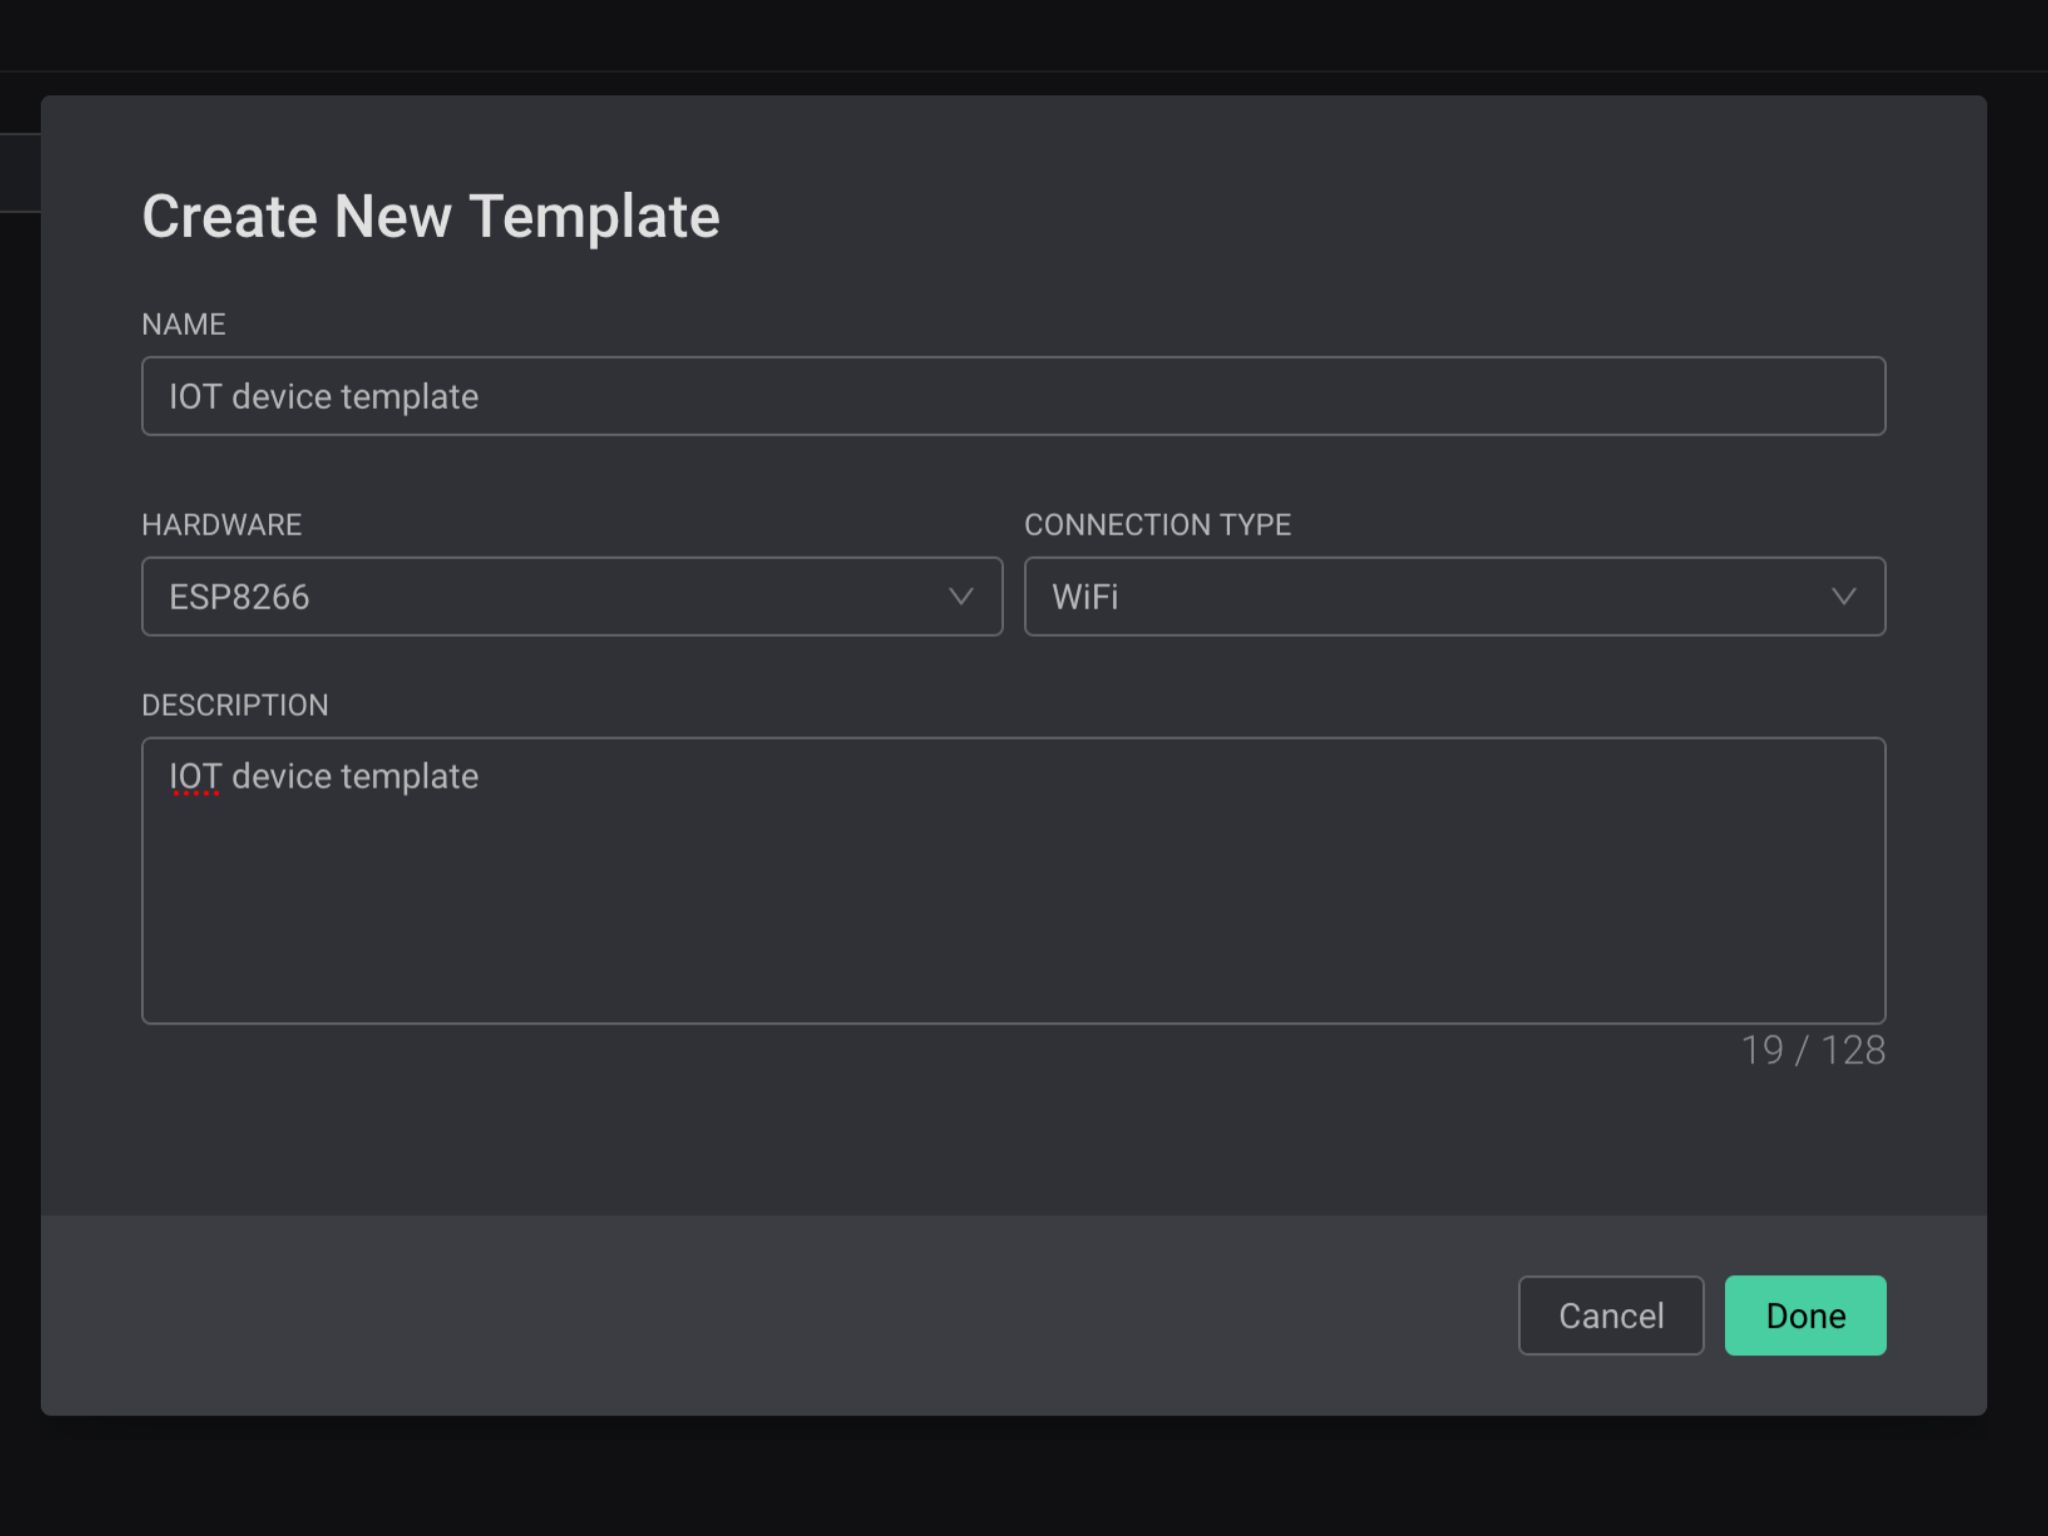 Create New Template
NAME
IOT device template
HARDWARE
CONNECTION TYPE
ESP8266
WiFi
DESCRIPTION
IOT device template
19 / 128
Cancel
Done